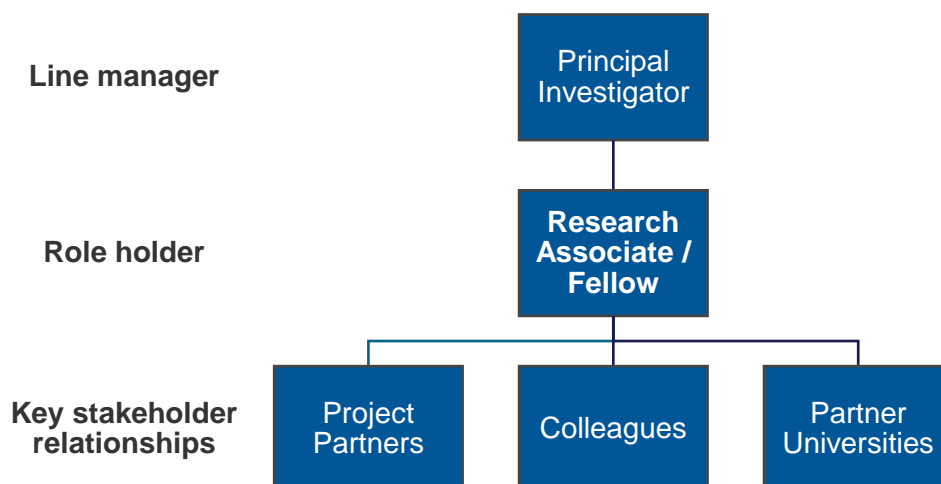 Line manager
Principal
Investigator
Role holder
Research
Associate /
Fellow
Key stakeholder
relationships
Project
Partners
Colleagues
Partner
Universities